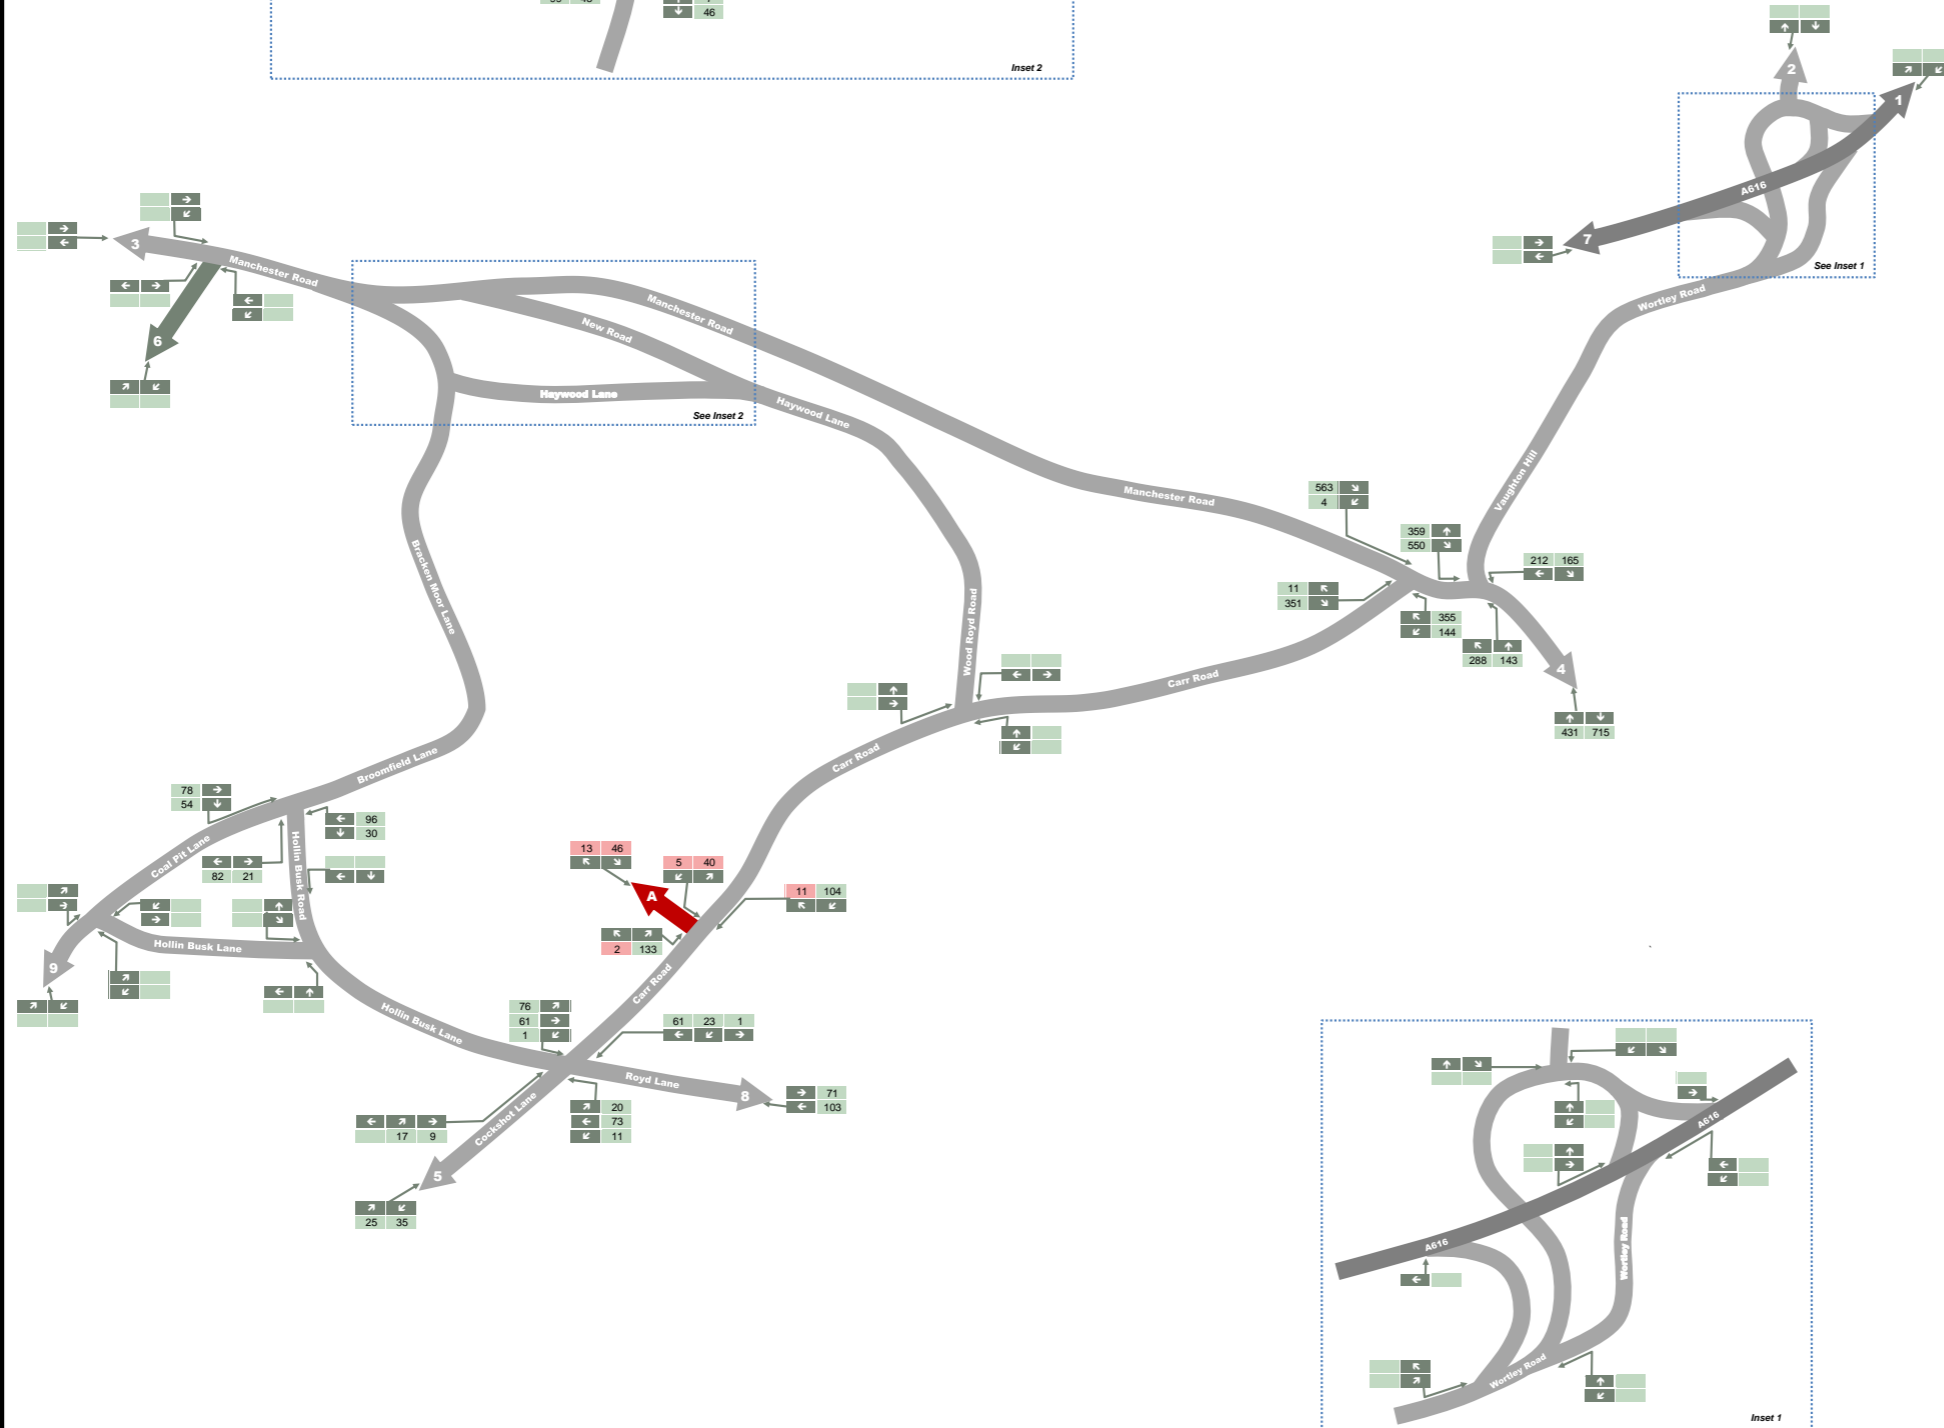 46
Inset 2
2
1
A616
7
See Inset 1
Wortley Road
3
Manchester Road
6
Manchester Road
New Road
Haywood Lane
See Inset 2
Haywood Lane
Manchester Road
Vaughton Hill
563
4
359
550
212 165
11
351
355
144
288 143
4
431 715
Bracken Moor Lane
Wood Royd Road
Carr Road
Carr Road
Broomfield Lane
78
54
96
30
Coal Pit Lane
82 21
Hollin Busk Road
13 46
5 40
A
11 104
2 133
Hollin Busk Lane
9
Carr Road
Hollin Busk Lane
76
61
1
61 23 1
Royd Lane
8
71
103
20
73
11
17 9
Cockshot Lane
5
25 35
A616
A616
Wortley Road
Wortley Road
Inset 1